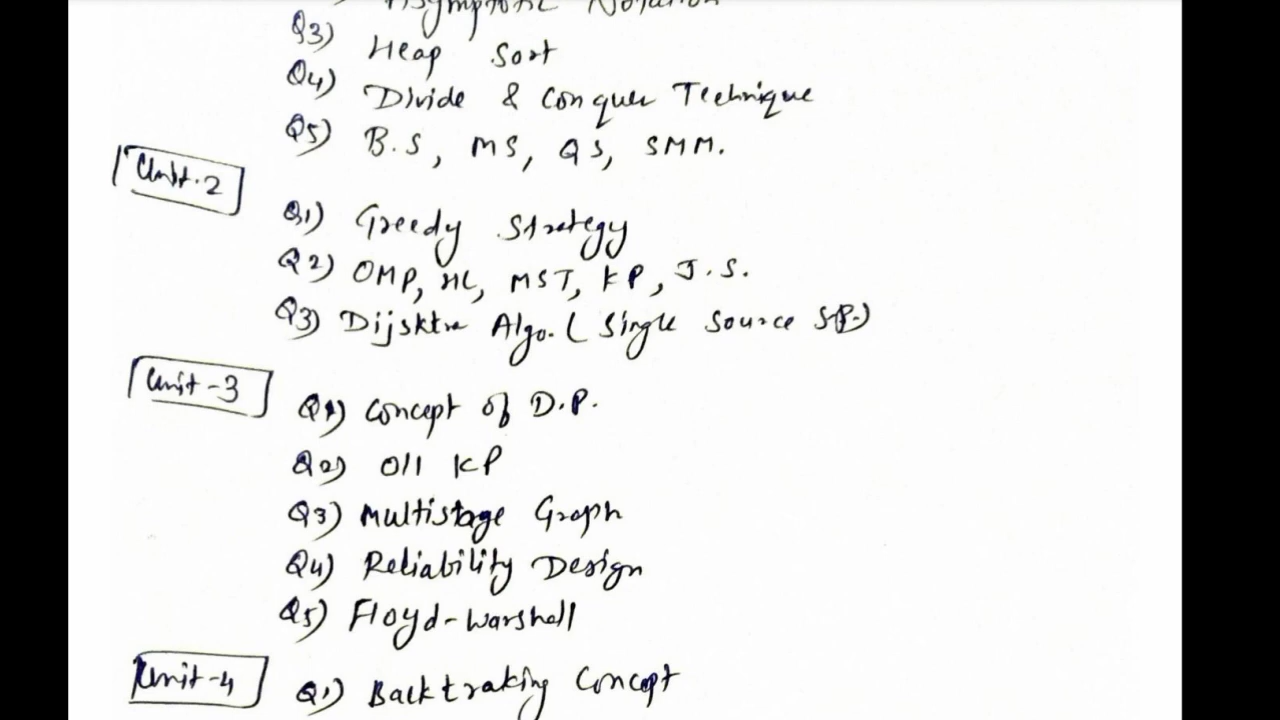 Asymptotic Notation
Q3) Heap Sort
Q4) Divide & Conquer Technique
Q5) B.S, MS, QS, SMM.
Unit-2
Q1) Greedy Strategy
Q2) OMP, HC, MST, KP, J.S.
Q3) Dijsktra Algo. (Single Source S.P.)
Unit-3
Q1) Concept of D.P.
Q2) 0/1 KP
Q3) Multistage Graph
Q4) Reliability Design
Q5) Floyd-Warshall
Unit-4
Q1) Backtraking Concept